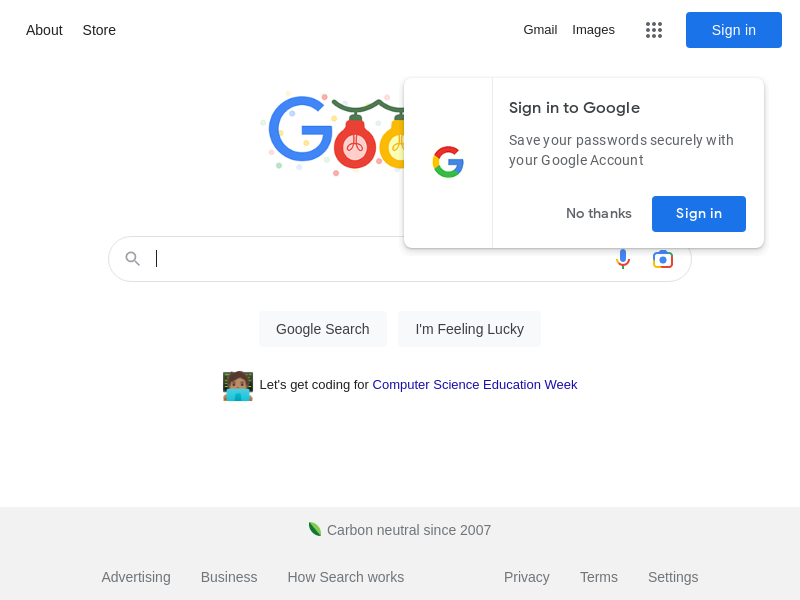 About
Store
Gmail
Images
Sign in
Sign in to Google
Save your passwords securely with
your Google Account
No thanks
Sign in
Google Search
I'm Feeling Lucky
Let's get coding for Computer Science Education Week
Carbon neutral since 2007
Advertising
Business
How Search works
Privacy
Terms
Settings